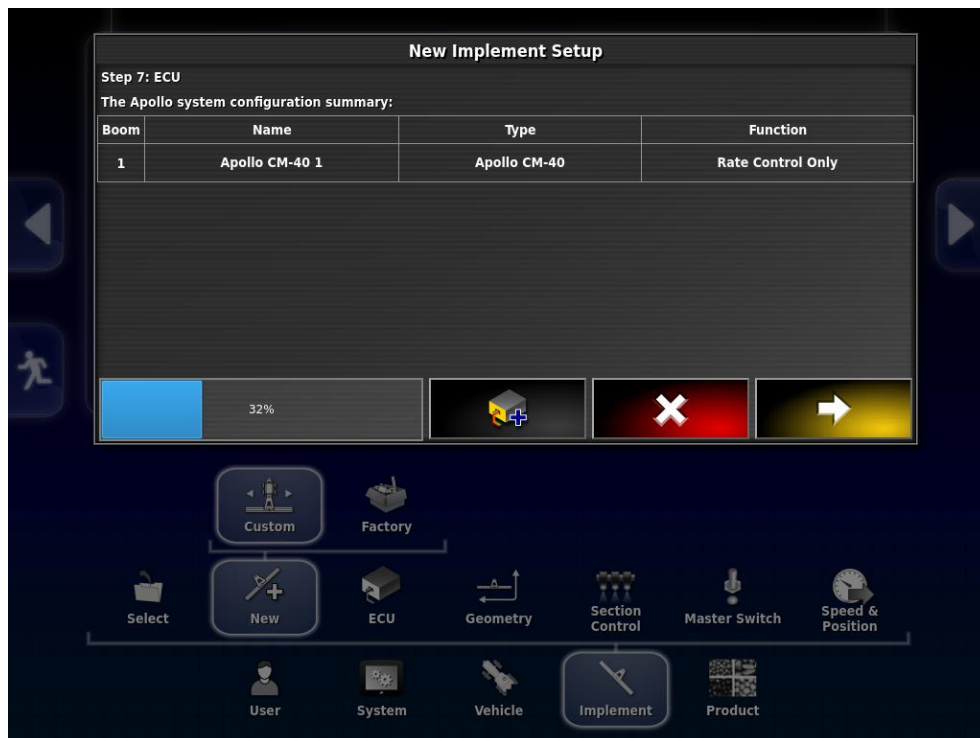 New Implement Setup
Step 7: ECU
The Apollo system configuration summary:
Boom Name Type Function
1 Apollo CM-40 1 Apollo CM-40 Rate Control Only
32%
Custom Factory
Select New ECU Geometry Section Control Master Switch Speed & Position
User System Vehicle Implement Product